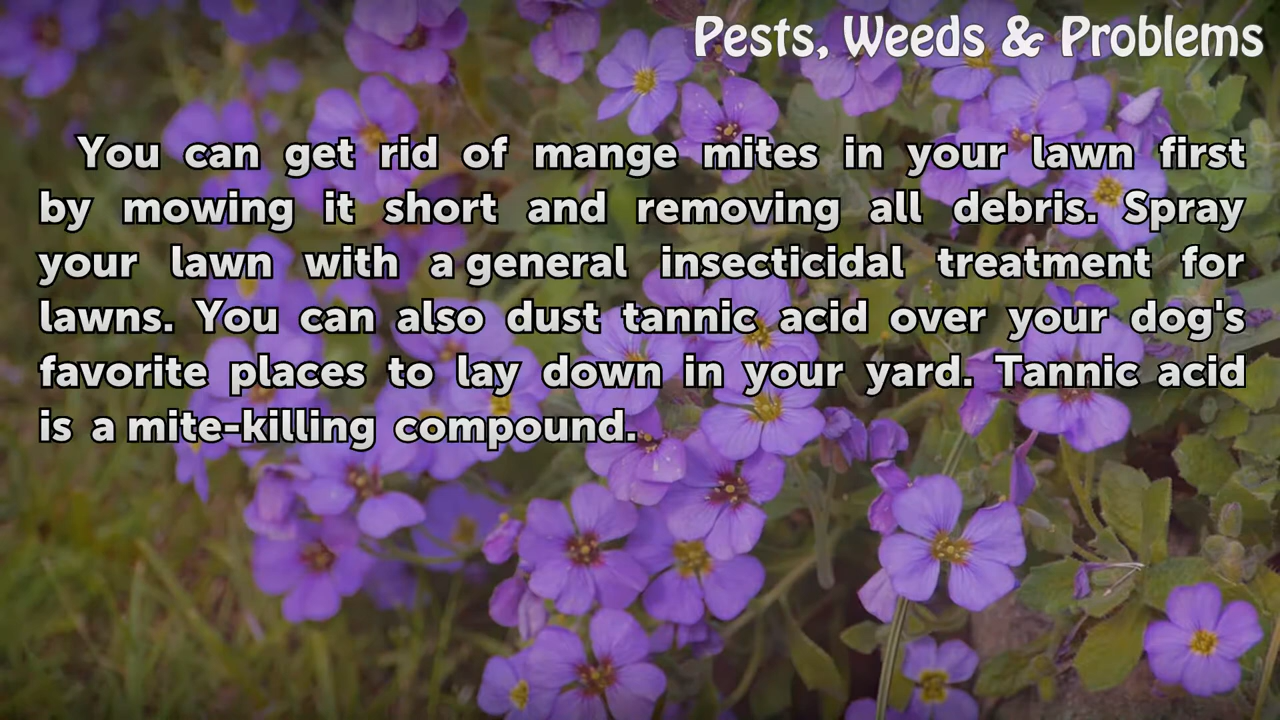 Pests, Weeds & Problems
You can get rid of mange mites in your lawn first
by mowing it short and removing all debris. Spray
your lawn with a general insecticidal treatment for
lawns. You can also dust tannic acid over your dog's
favorite places to lay down in your yard. Tannic acid
is a mite-killing compound.